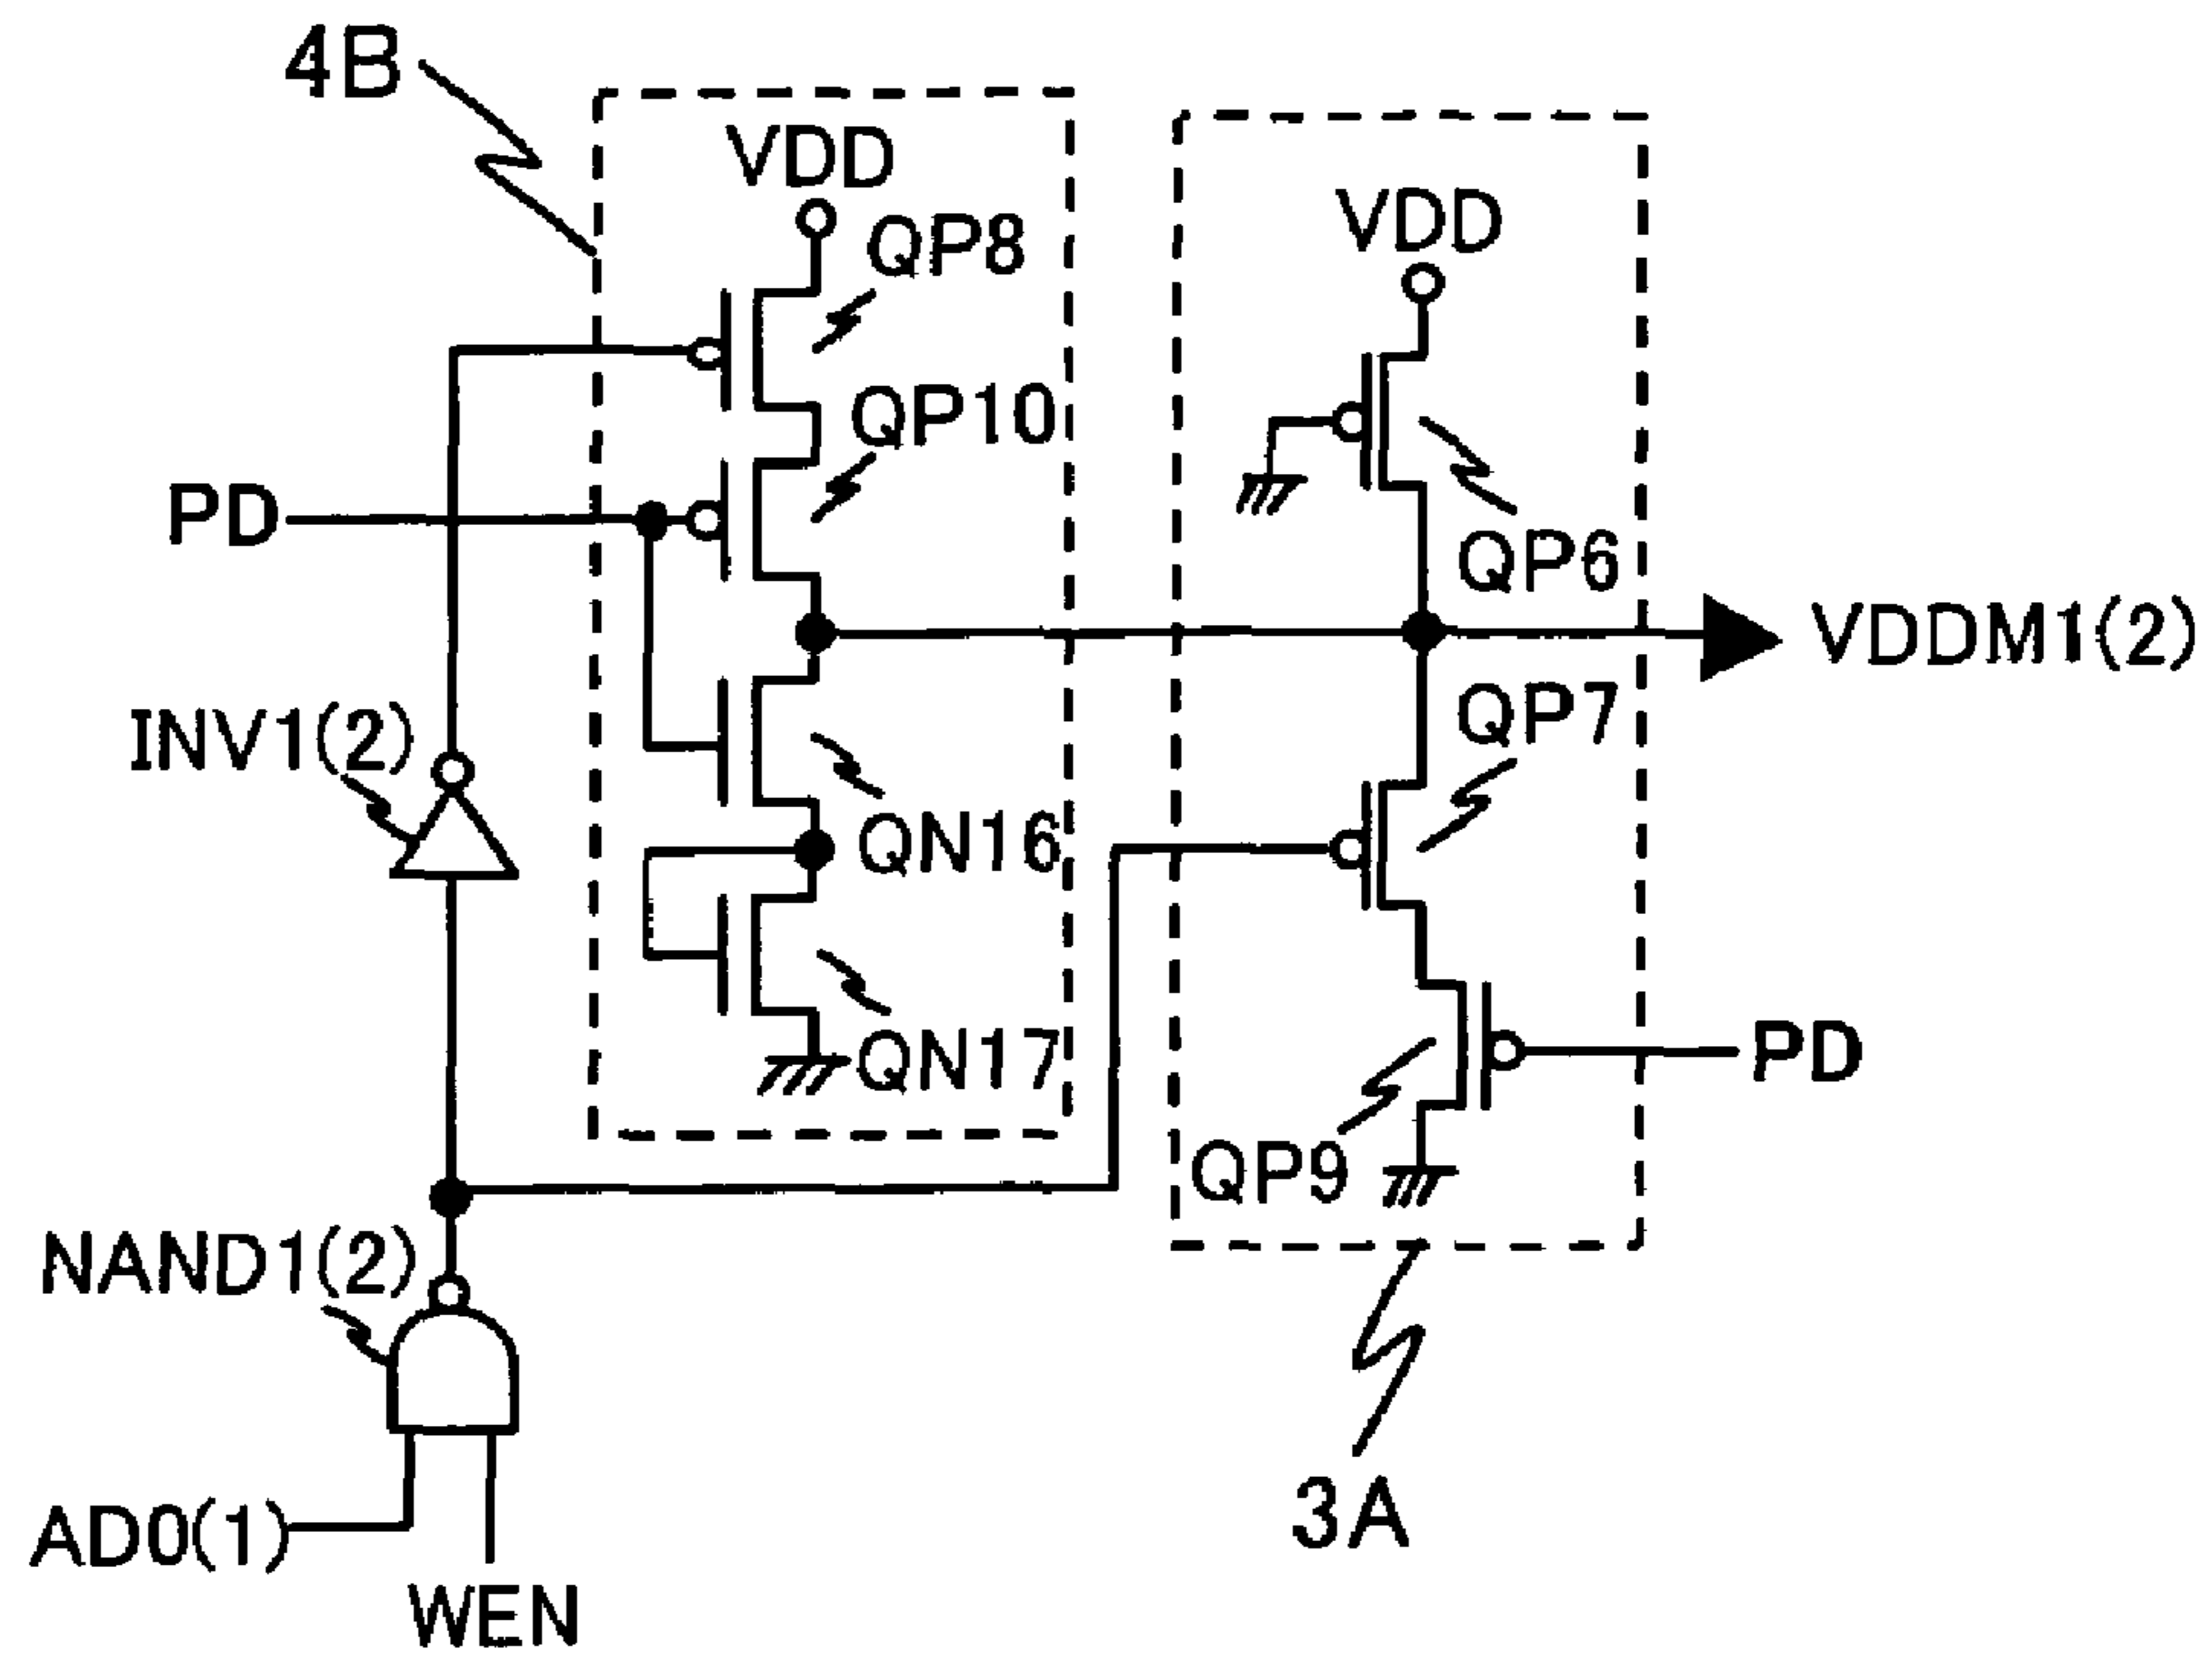 4B
VDD
QP8
VDD
QP10
PD
QP6
VDDM1(2)
QP7
INV1(2)
QN16
QN17
PD
QP9
NAND1(2)
3A
AD0(1)
WEN